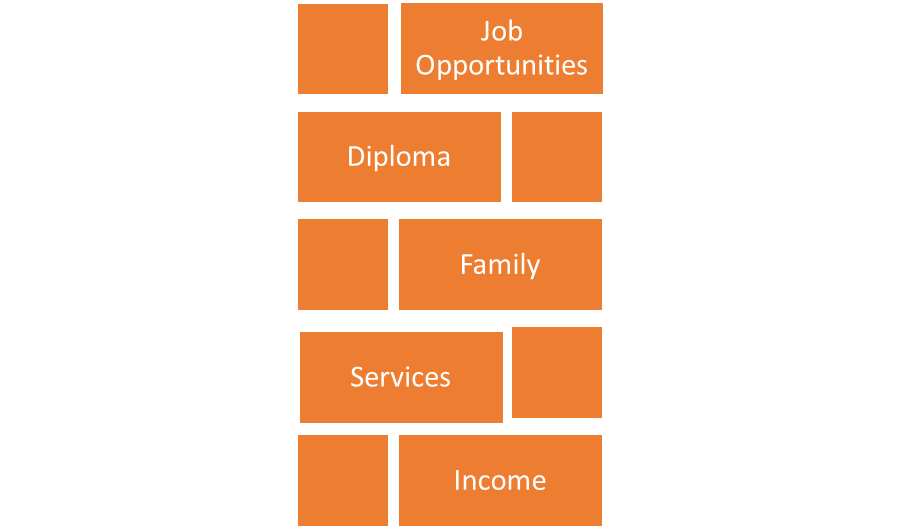 Job
Opportunities
Diploma
Family
Services
Income